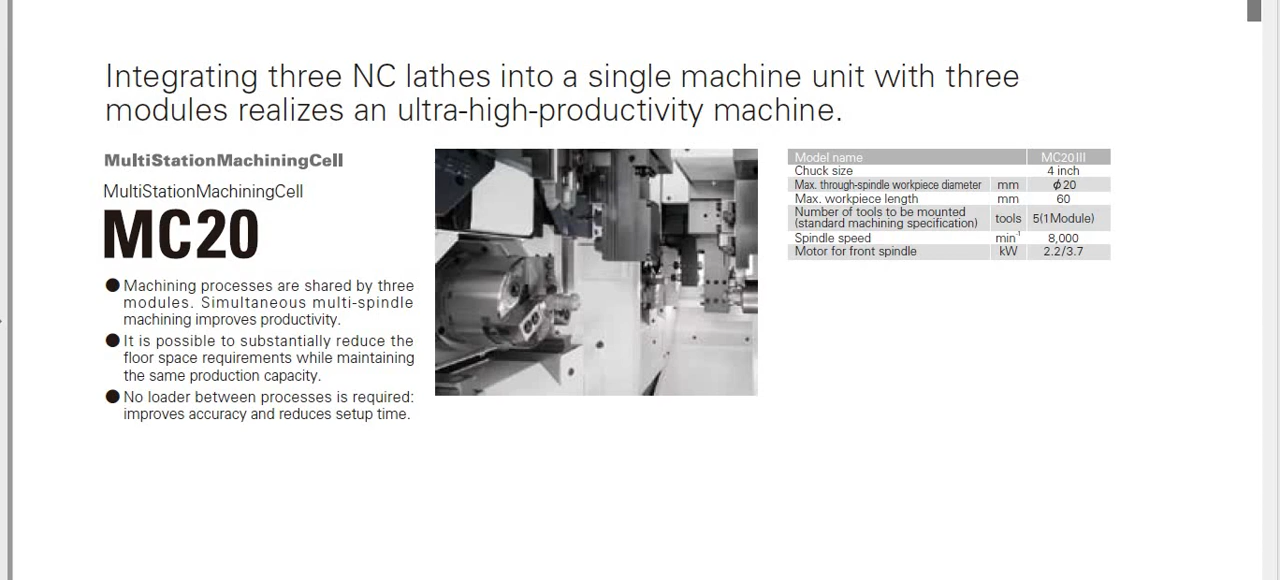 Integrating three NC lathes into a single machine unit with three
modules realizes an ultra-high-productivity machine.
MultiStationMachiningCell
MultiStationMachiningCell
MC20
● Machining processes are shared by three
modules. Simultaneous multi-spindle
machining improves productivity.
● It is possible to substantially reduce the
floor space requirements while maintaining
the same production capacity.
● No loader between processes is required:
improves accuracy and reduces setup time.
Model name MC20III
Chuck size 4 inch
Max. through-spindle workpiece diameter mm ϕ20
Max. workpiece length mm 60
Number of tools to be mounted
(standard machining specification) tools 5(1Module)
Spindle speed min⁻¹ 8,000
Motor for front spindle kW 2.2/3.7